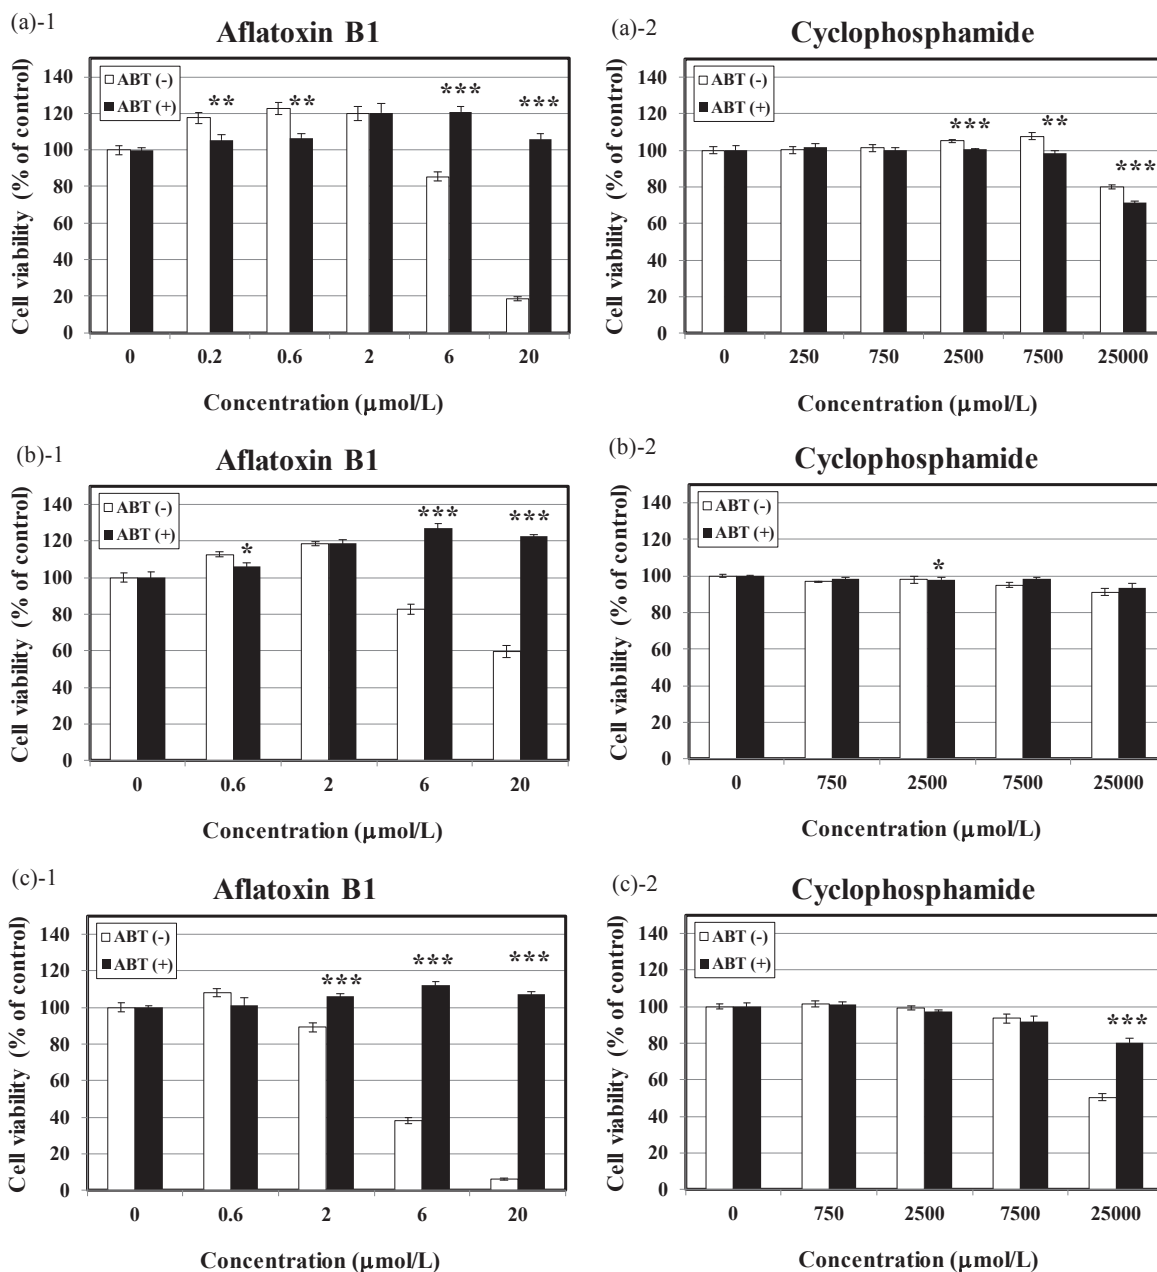 (a)-1
Aflatoxin B1
Cell viability (% of control)
140
120
100
80
60
40
20
0
ABT (-)
ABT (+)
** ** *** ***
0 0.2 0.6 2 6 20
Concentration (μmol/L)
(a)-2
Cyclophosphamide
Cell viability (% of control)
140
120
100
80
60
40
20
0
ABT (-)
ABT (+)
*** ** ***
0 250 750 2500 7500 25000
Concentration (μmol/L)
(b)-1
Aflatoxin B1
Cell viability (% of control)
140
120
100
80
60
40
20
0
ABT (-)
ABT (+)
* *** ***
0 0.6 2 6 20
Concentration (μmol/L)
(b)-2
Cyclophosphamide
Cell viability (% of control)
140
120
100
80
60
40
20
0
ABT (-)
ABT (+)
*
0 750 2500 7500 25000
Concentration (μmol/L)
(c)-1
Aflatoxin B1
Cell viability (% of control)
140
120
100
80
60
40
20
0
ABT (-)
ABT (+)
*** *** ***
0 0.6 2 6 20
Concentration (μmol/L)
(c)-2
Cyclophosphamide
Cell viability (% of control)
140
120
100
80
60
40
20
0
ABT (-)
ABT (+)
***
0 750 2500 7500 25000
Concentration (μmol/L)